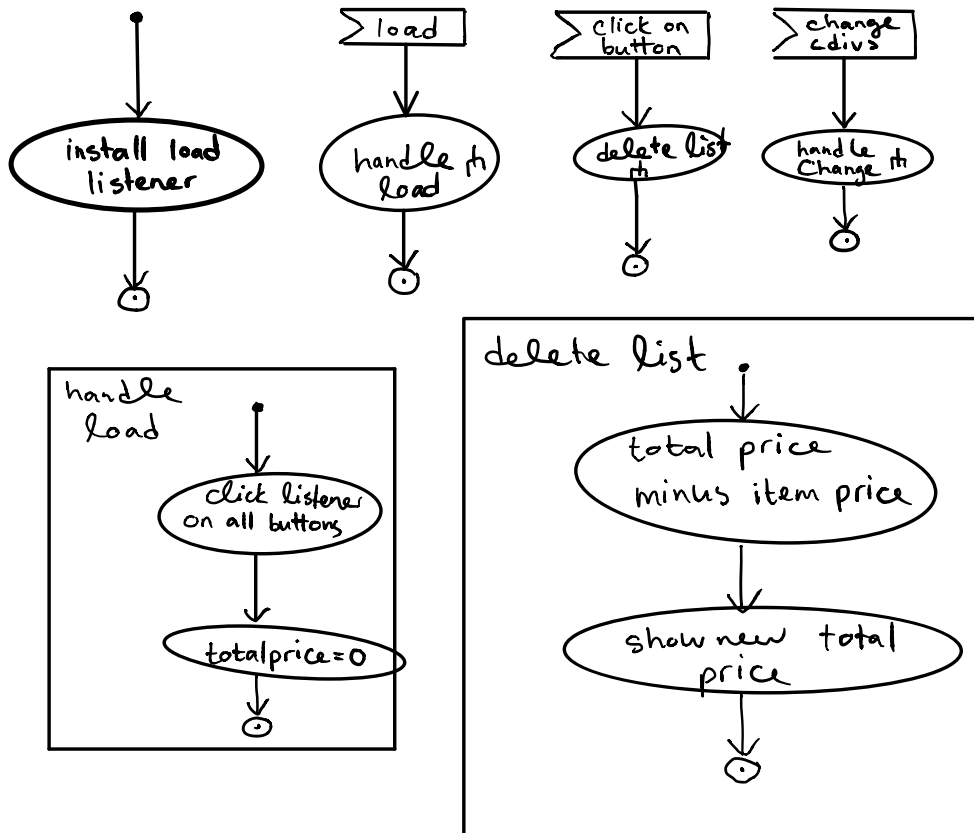 load
click on
button
change
<div>
install load
listener
handle
load
delete list
handle
Change
handle
load
click listener
on all buttons
totalprice=0
delete list
total price
minus item price
show new total
price